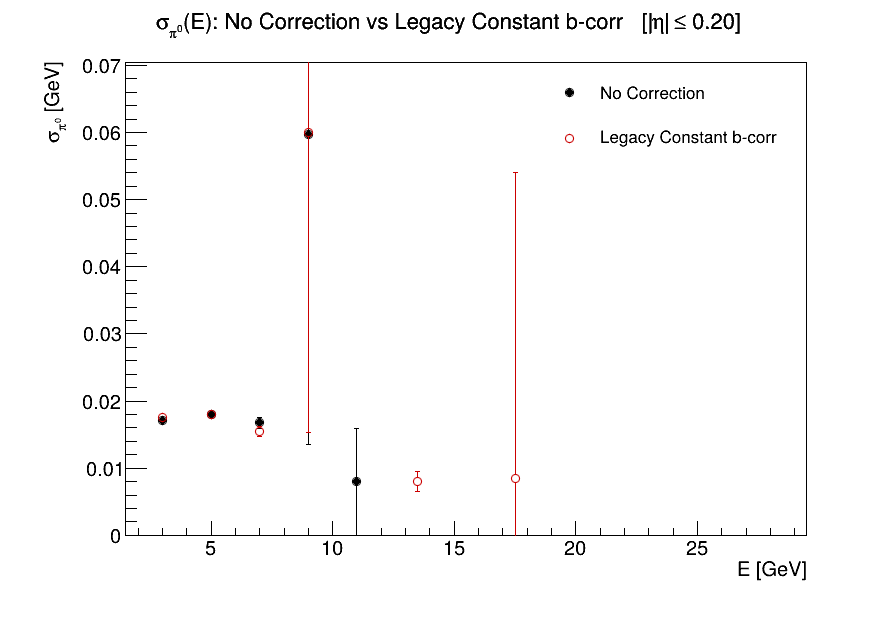 σπ⁰(E): No Correction vs Legacy Constant b-corr [|η| ≤ 0.20]
σπ⁰ [GeV]
0.07
0.06
0.05
0.04
0.03
0.02
0.01
0
No Correction
Legacy Constant b-corr
5 10 15 20 25
E [GeV]